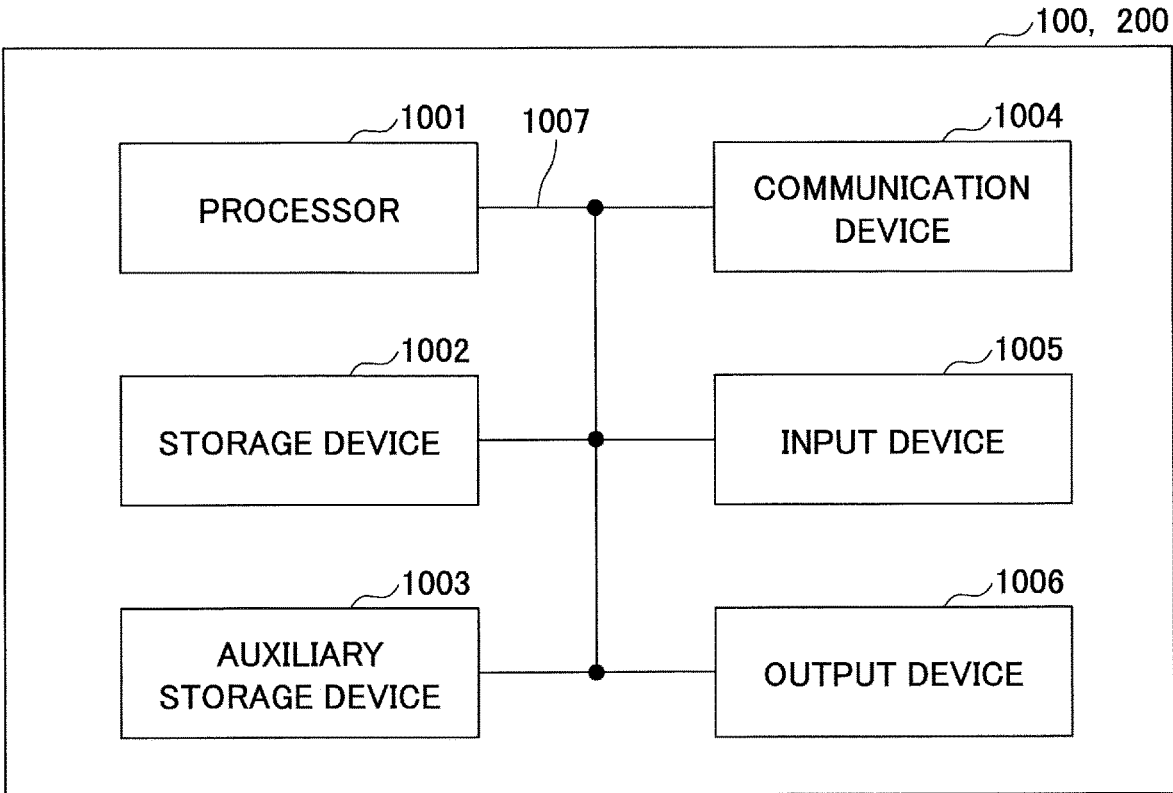 100, 200
1001
1007
1004
PROCESSOR
COMMUNICATION
DEVICE
1002
1005
STORAGE DEVICE
INPUT DEVICE
1003
1006
AUXILIARY
STORAGE DEVICE
OUTPUT DEVICE